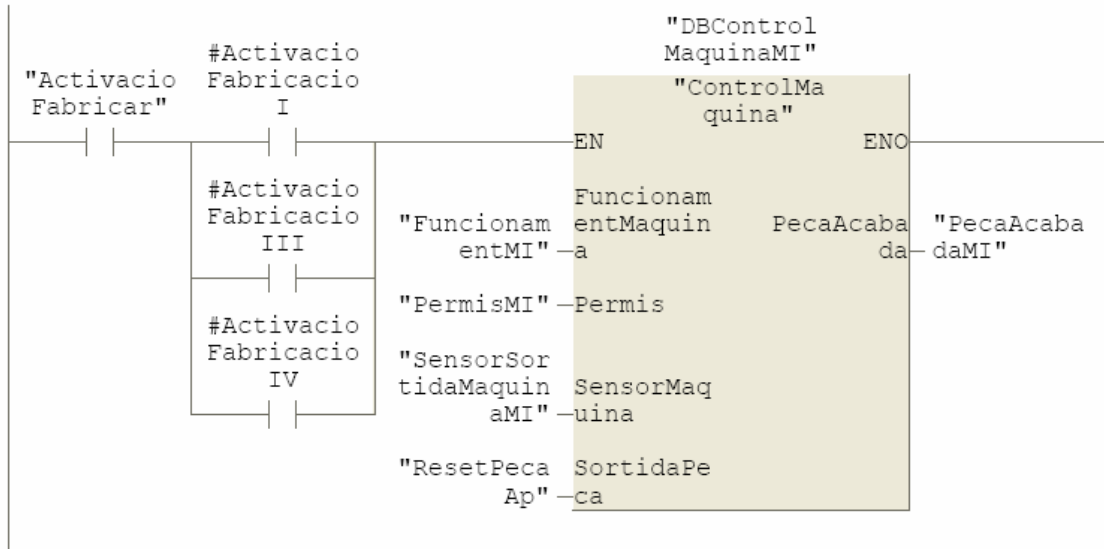 "DBControl
MaquinaMI"
#Activacio
"Activacio
Fabricacio
Fabricar"
I
"ControlMa
quina"
EN
ENO
#Activacio
Fabricacio
III
"Funcionam
entMI"
Funcionam
entMaquin
a
PecaAcaba
da
"PecaAcaba
daMI"
"PermisMI"
Permis
#Activacio
Fabricacio
IV
"SensorSor
tidaMaquin
aMI"
SensorMaq
uina
"ResetPeca
Ap"
SortidaPe
ca